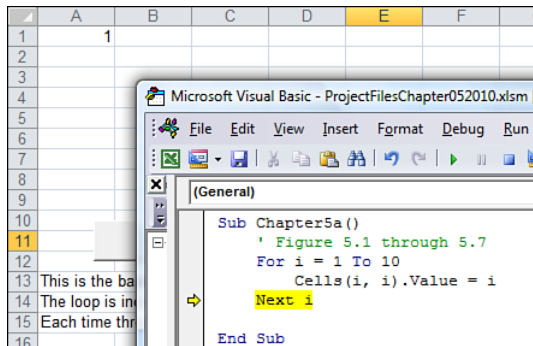 A B C D E F
1 1
2
3
4
5
6
7
8
9
10
11
12
13 This is the ba
14 The loop is in
15 Each time thr
16
Microsoft Visual Basic - ProjectFilesChapter052010.xlsm
File Edit View Insert Format Debug Run
(General)
Sub Chapter5a()
' Figure 5.1 through 5.7
For i = 1 To 10
Cells(i, i).Value = i
Next i
End Sub